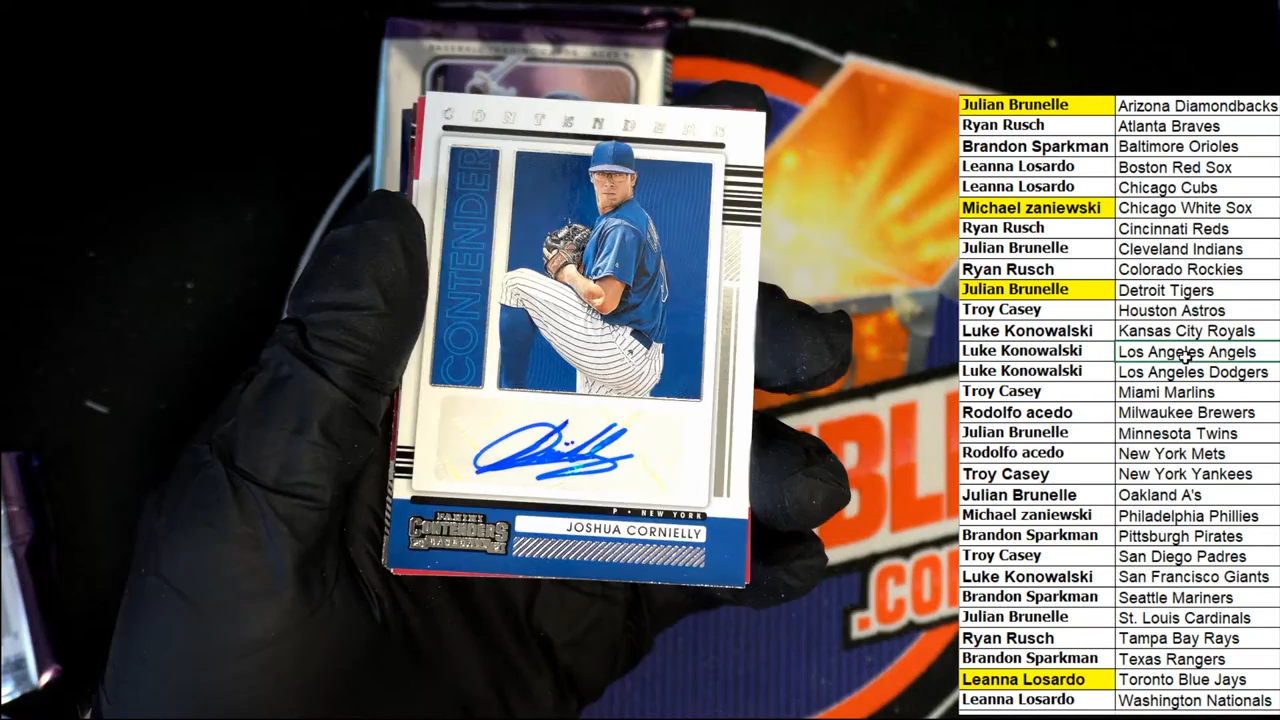 BASEBALL TRADING CARDS
CONTENDERS
CONTENDER
P • NEW YORK
JOSHUA CORNIELLY
PANINI
CONTENDERS
BASEBALL
.CO
Julian Brunelle Arizona Diamondbacks
Ryan Rusch Atlanta Braves
Brandon Sparkman Baltimore Orioles
Leanna Losardo Boston Red Sox
Leanna Losardo Chicago Cubs
Michael zaniewski Chicago White Sox
Ryan Rusch Cincinnati Reds
Julian Brunelle Cleveland Indians
Ryan Rusch Colorado Rockies
Julian Brunelle Detroit Tigers
Troy Casey Houston Astros
Luke Konowalski Kansas City Royals
Luke Konowalski Los Angeles Angels
Luke Konowalski Los Angeles Dodgers
Troy Casey Miami Marlins
Rodolfo acedo Milwaukee Brewers
Julian Brunelle Minnesota Twins
Rodolfo acedo New York Mets
Troy Casey New York Yankees
Julian Brunelle Oakland A's
Michael zaniewski Philadelphia Phillies
Brandon Sparkman Pittsburgh Pirates
Troy Casey San Diego Padres
Luke Konowalski San Francisco Giants
Brandon Sparkman Seattle Mariners
Julian Brunelle St. Louis Cardinals
Ryan Rusch Tampa Bay Rays
Brandon Sparkman Texas Rangers
Leanna Losardo Toronto Blue Jays
Leanna Losardo Washington Nationals